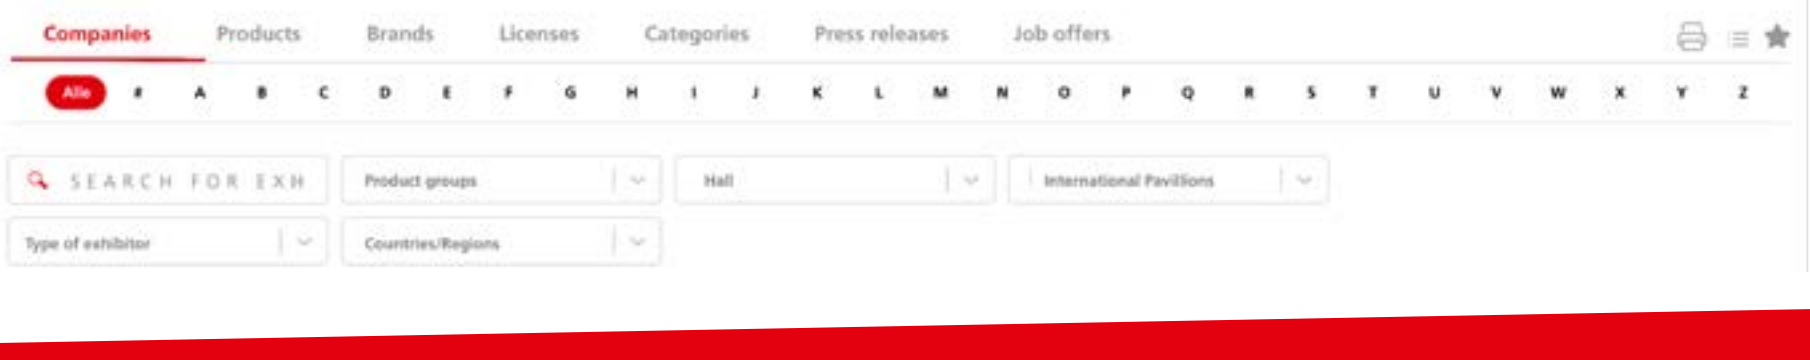 Companies Products Brands Licenses Categories Press releases Job offers
Alle # A B C D E F G H I J K L M N O P Q R S T U V W X Y Z
SEARCH FOR EXH Product groups Hall International Pavillions
Type of exhibitor Countries/Regions